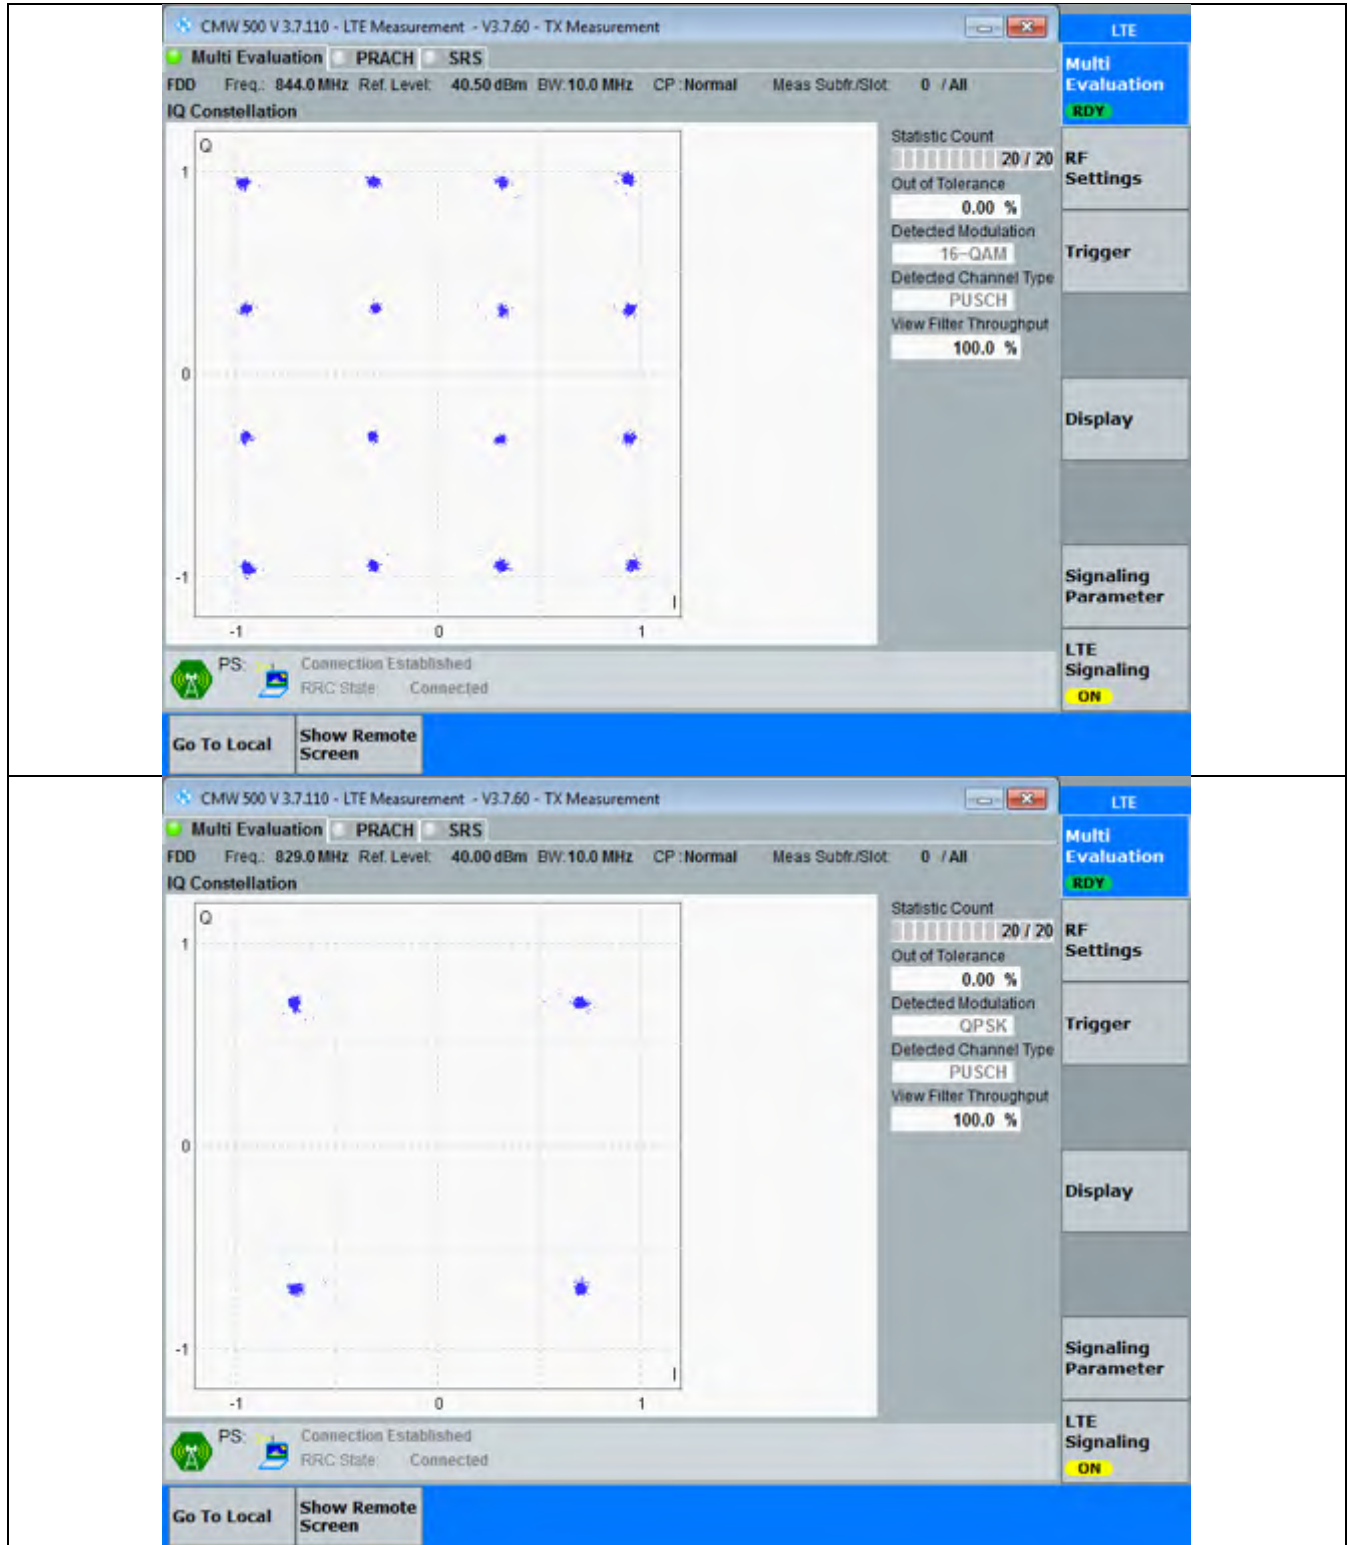 CMW 500 V 3.7.110 - LTE Measurement - V3.7.60 - TX Measurement
LTE
Multi Evaluation PRACH SRS
Multi
Evaluation
RDY
FDD Freq.: 844.0 MHz Ref. Level: 40.50 dBm BW: 10.0 MHz CP : Normal Meas Subfr./Slot: 0 / All
IQ Constellation
Q
1
0
-1
-1 0 1
I
Statistic Count
20 / 20
Out of Tolerance
0.00 %
Detected Modulation
16-QAM
Detected Channel Type
PUSCH
View Filter Throughput
100.0 %
RF
Settings
Trigger
Display
Signaling
Parameter
LTE
Signaling
ON
PS: Connection Established
RRC State: Connected
Go To Local
Show Remote
Screen
CMW 500 V 3.7.110 - LTE Measurement - V3.7.60 - TX Measurement
LTE
Multi Evaluation PRACH SRS
Multi
Evaluation
RDY
FDD Freq.: 829.0 MHz Ref. Level: 40.00 dBm BW: 10.0 MHz CP : Normal Meas Subfr./Slot: 0 / All
IQ Constellation
Q
1
0
-1
-1 0 1
I
Statistic Count
20 / 20
Out of Tolerance
0.00 %
Detected Modulation
QPSK
Detected Channel Type
PUSCH
View Filter Throughput
100.0 %
RF
Settings
Trigger
Display
Signaling
Parameter
LTE
Signaling
ON
PS: Connection Established
RRC State: Connected
Go To Local
Show Remote
Screen